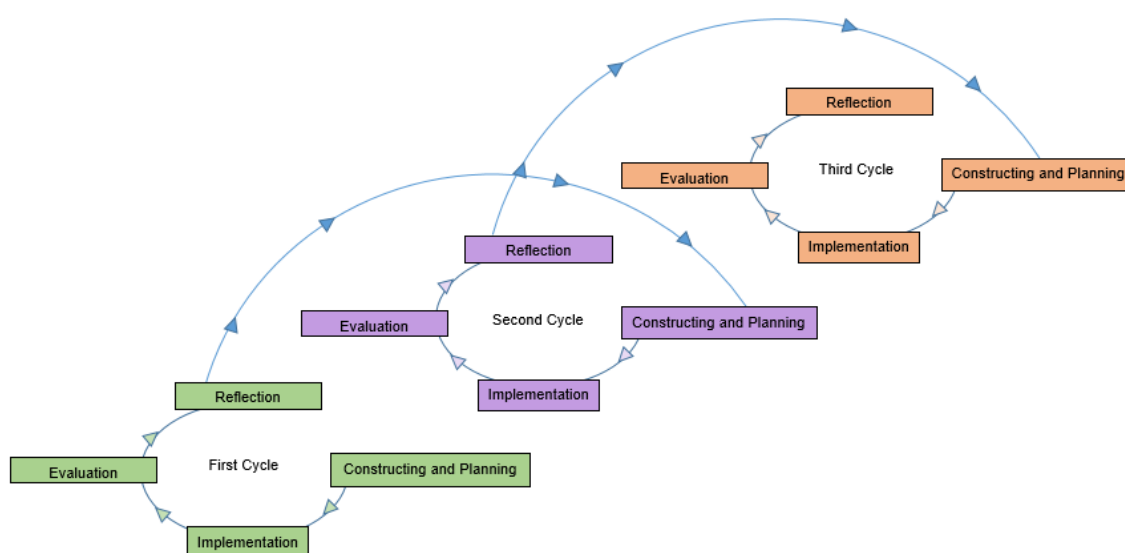 Reflection
Evaluation
Third Cycle
Constructing and Planning
Implementation
Reflection
Evaluation
Second Cycle
Constructing and Planning
Implementation
Reflection
Evaluation
First Cycle
Constructing and Planning
Implementation